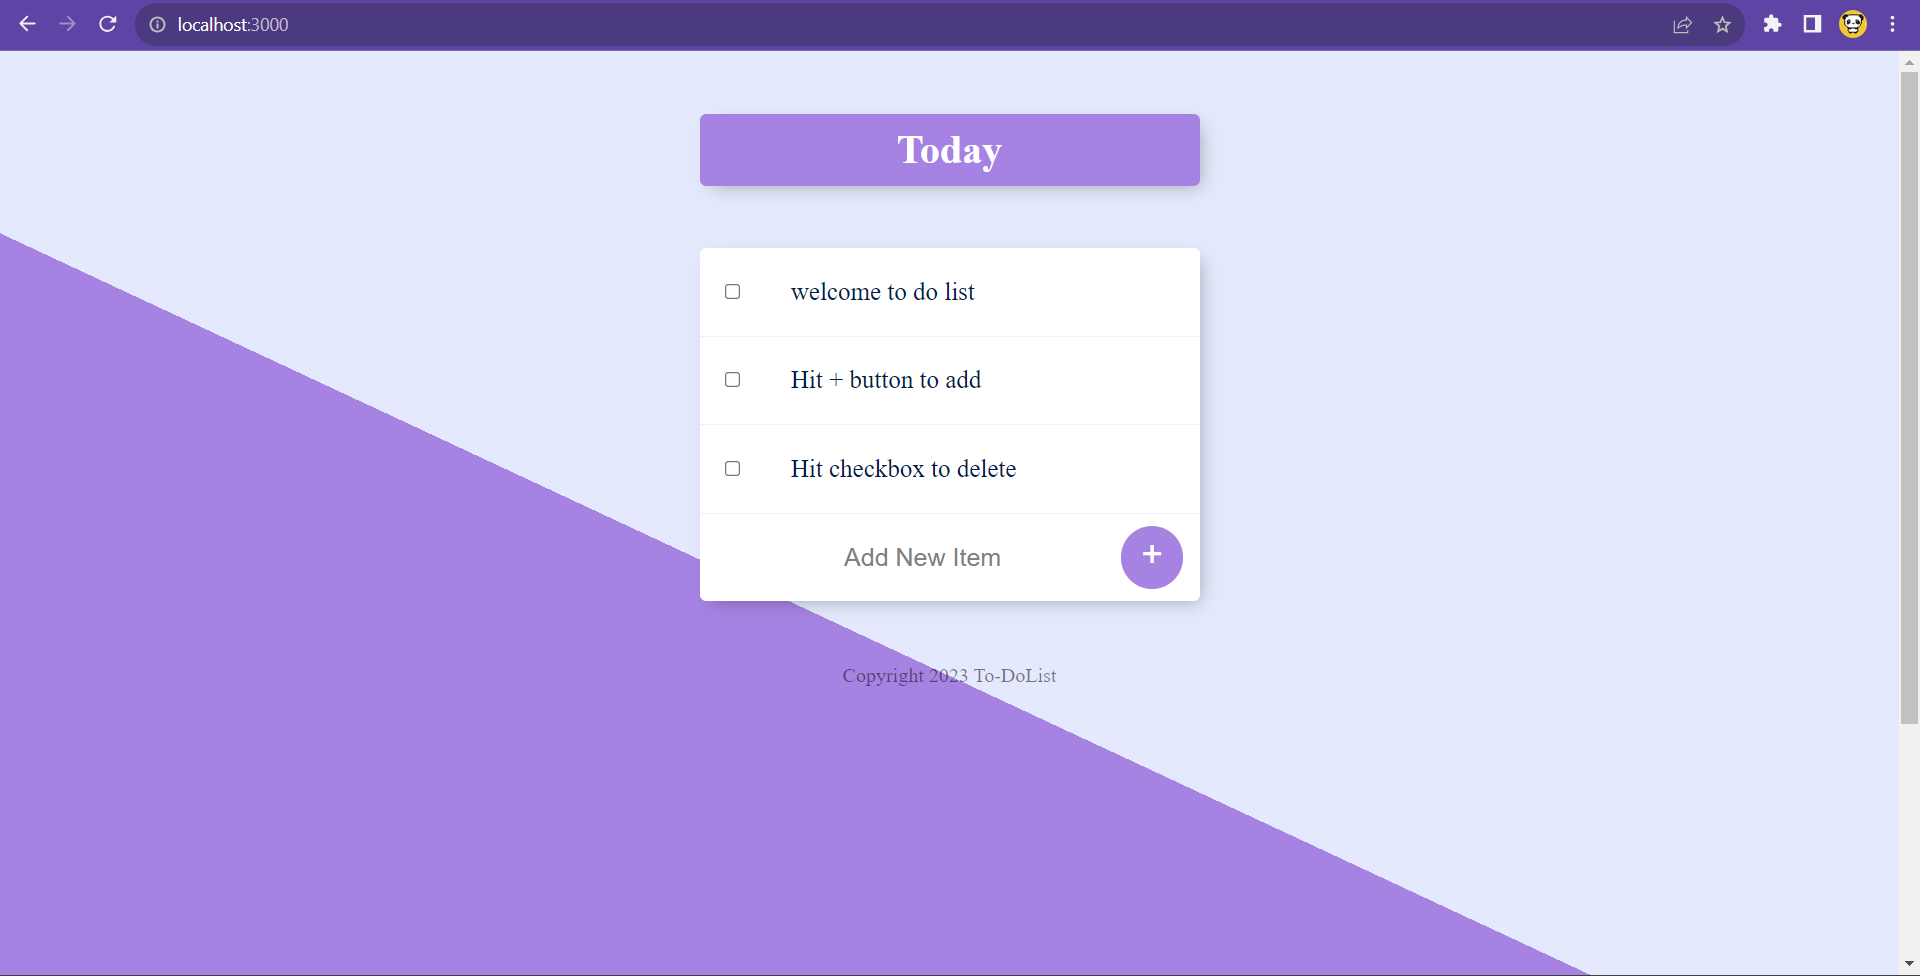 localhost:3000
Today
welcome to do list
Hit + button to add
Hit checkbox to delete
Add New Item
+
Copyright 2023 To-DoList